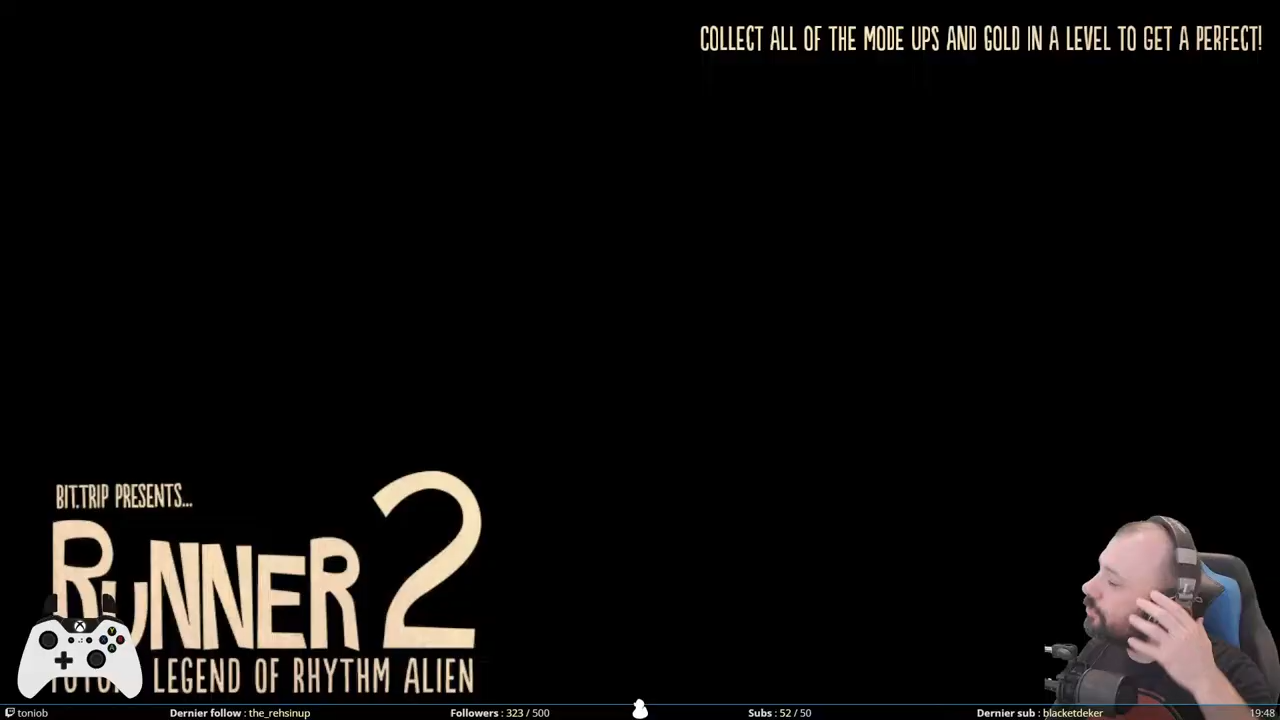 COLLECT ALL OF THE MODE UPS AND GOLD IN A LEVEL TO GET A PERFECT!
BIT.TRIP PRESENTS...
RUNNER 2
LEGEND OF RHYTHM ALIEN
toniob
Dernier follow : the_rehsinup
Followers : 323 / 500
Subs : 52 / 50
Dernier sub : blacketdeker
19:48